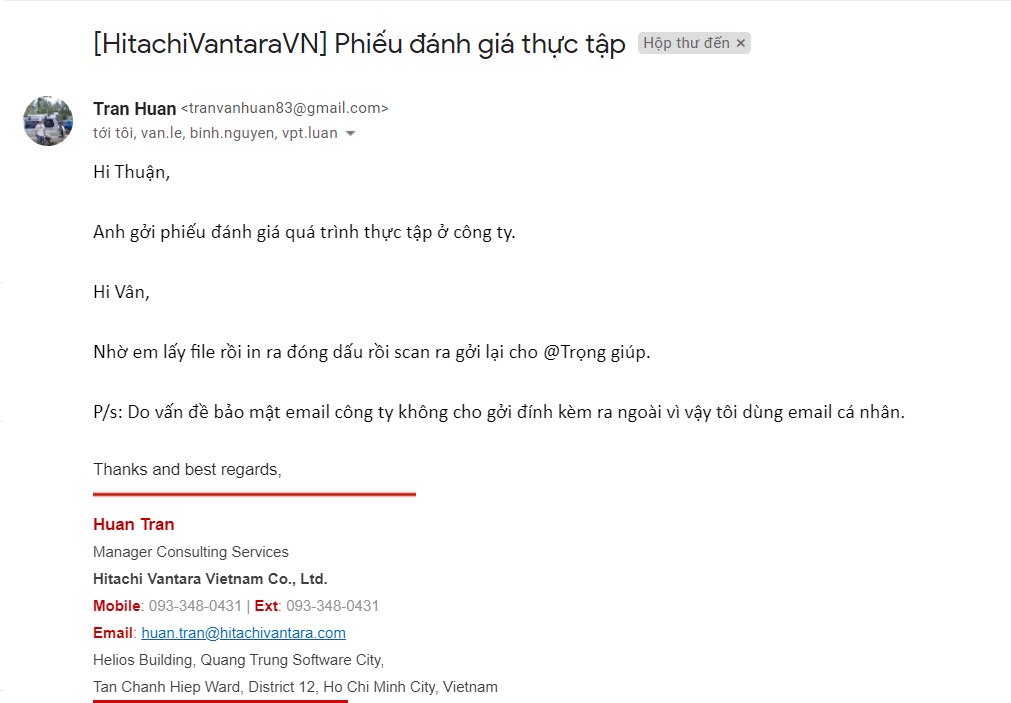 [HitachiVantaraVN] Phiếu đánh giá thực tập Hộp thư đến ×
Tran Huan <tranvanhuan83@gmail.com>
tới tôi, van.le, binh.nguyen, vpt.luan
Hi Thuận,
Anh gởi phiếu đánh giá quá trình thực tập ở công ty.
Hi Vân,
Nhờ em lấy file rồi in ra đóng dấu rồi scan ra gởi lại cho @Trọng giúp.
P/s: Do vấn đề bảo mật email công ty không cho gởi đính kèm ra ngoài vì vậy tôi dùng email cá nhân.
Thanks and best regards,
Huan Tran
Manager Consulting Services
Hitachi Vantara Vietnam Co., Ltd.
Mobile: 093-348-0431 | Ext: 093-348-0431
Email: huan.tran@hitachivantara.com
Helios Building, Quang Trung Software City,
Tan Chanh Hiep Ward, District 12, Ho Chi Minh City, Vietnam